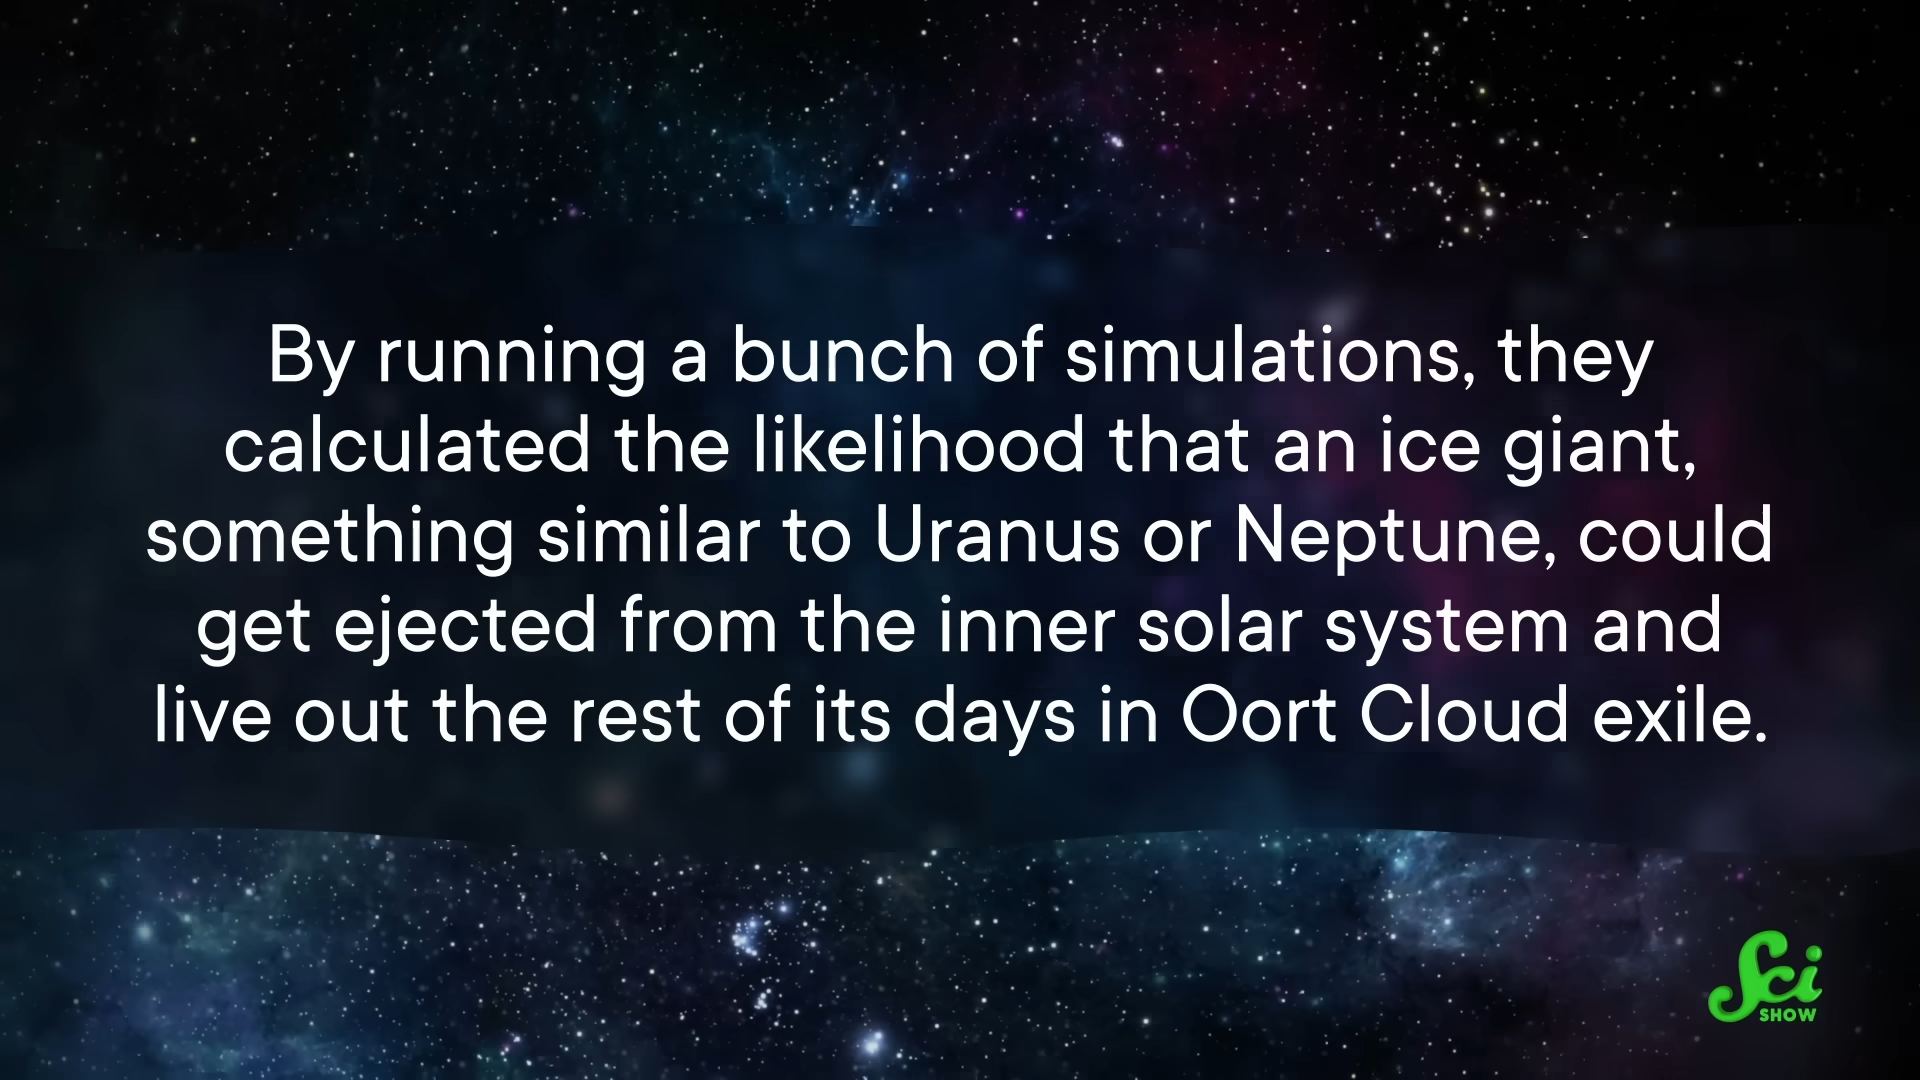 By running a bunch of simulations, they
calculated the likelihood that an ice giant,
something similar to Uranus or Neptune, could
get ejected from the inner solar system and
live out the rest of its days in Oort Cloud exile.
Sci
SHOW